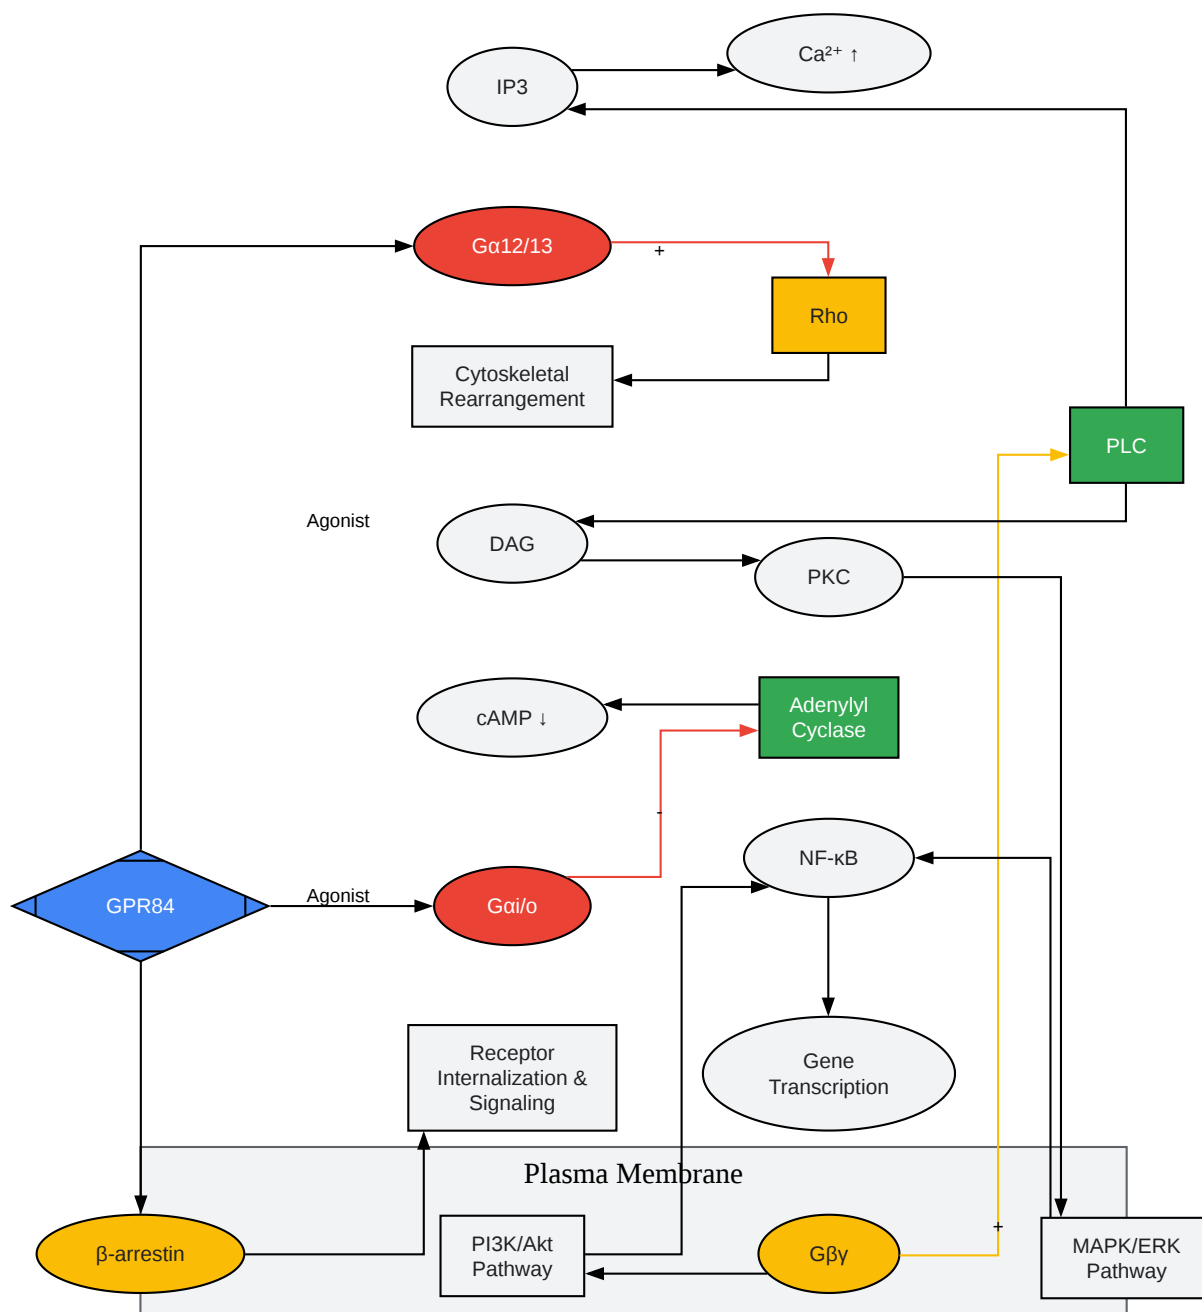 Ca²⁺ ↑
IP3
Gα12/13
+
Rho
Cytoskeletal
Rearrangement
PLC
Agonist
DAG
PKC
cAMP ↓
Adenylyl
Cyclase
-
NF-κB
GPR84
Agonist
Gαi/o
Receptor
Internalization &
Signaling
Gene
Transcription
Plasma Membrane
+
β-arrestin
PI3K/Akt
Pathway
Gβγ
MAPK/ERK
Pathway